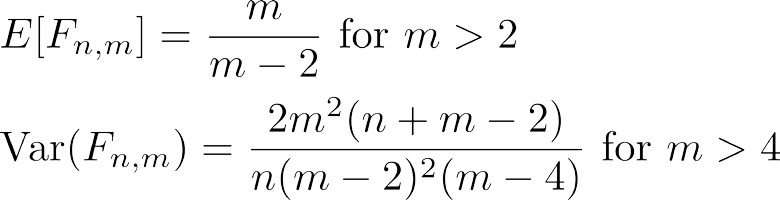 E[F_{n,m}] = \frac{m}{m-2} for m > 2
Var(F_{n,m}) = \frac{2m^2(n+m-2)}{n(m-2)^2(m-4)} for m > 4